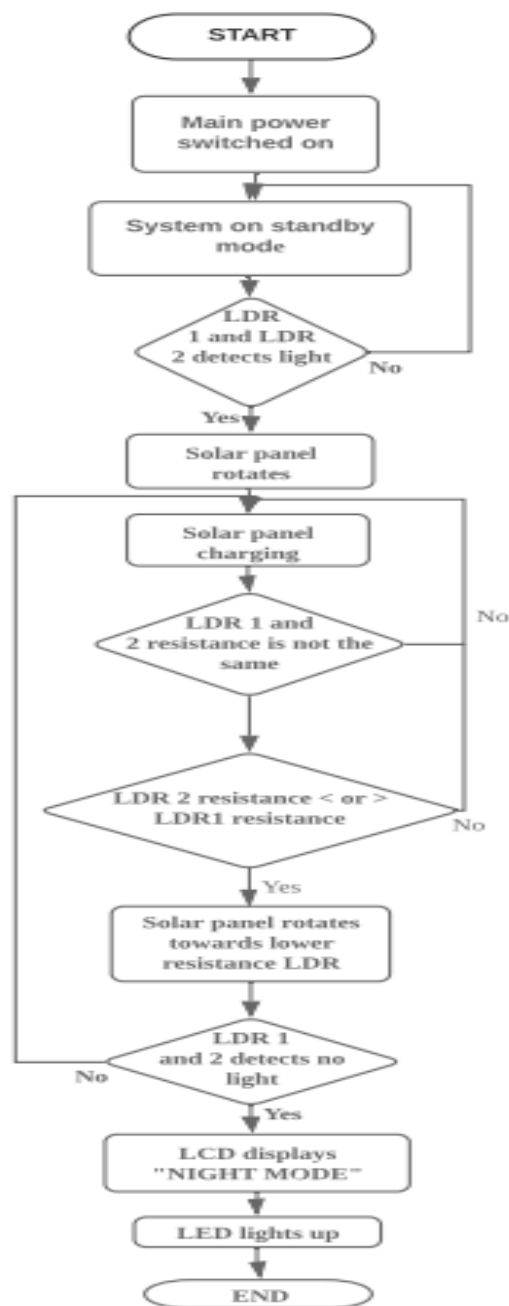 START
Main power
switched on
System on standby
mode
LDR
1 and LDR
2 detects light
No
Yes
Solar panel
rotates
Solar panel
charging
LDR 1 and
2 resistance is not the
same
No
LDR 2 resistance < or >
LDR1 resistance
No
Yes
Solar panel rotates
towards lower
resistance LDR
LDR 1
and 2 detects no
light
No
Yes
LCD displays
"NIGHT MODE"
LED lights up
END